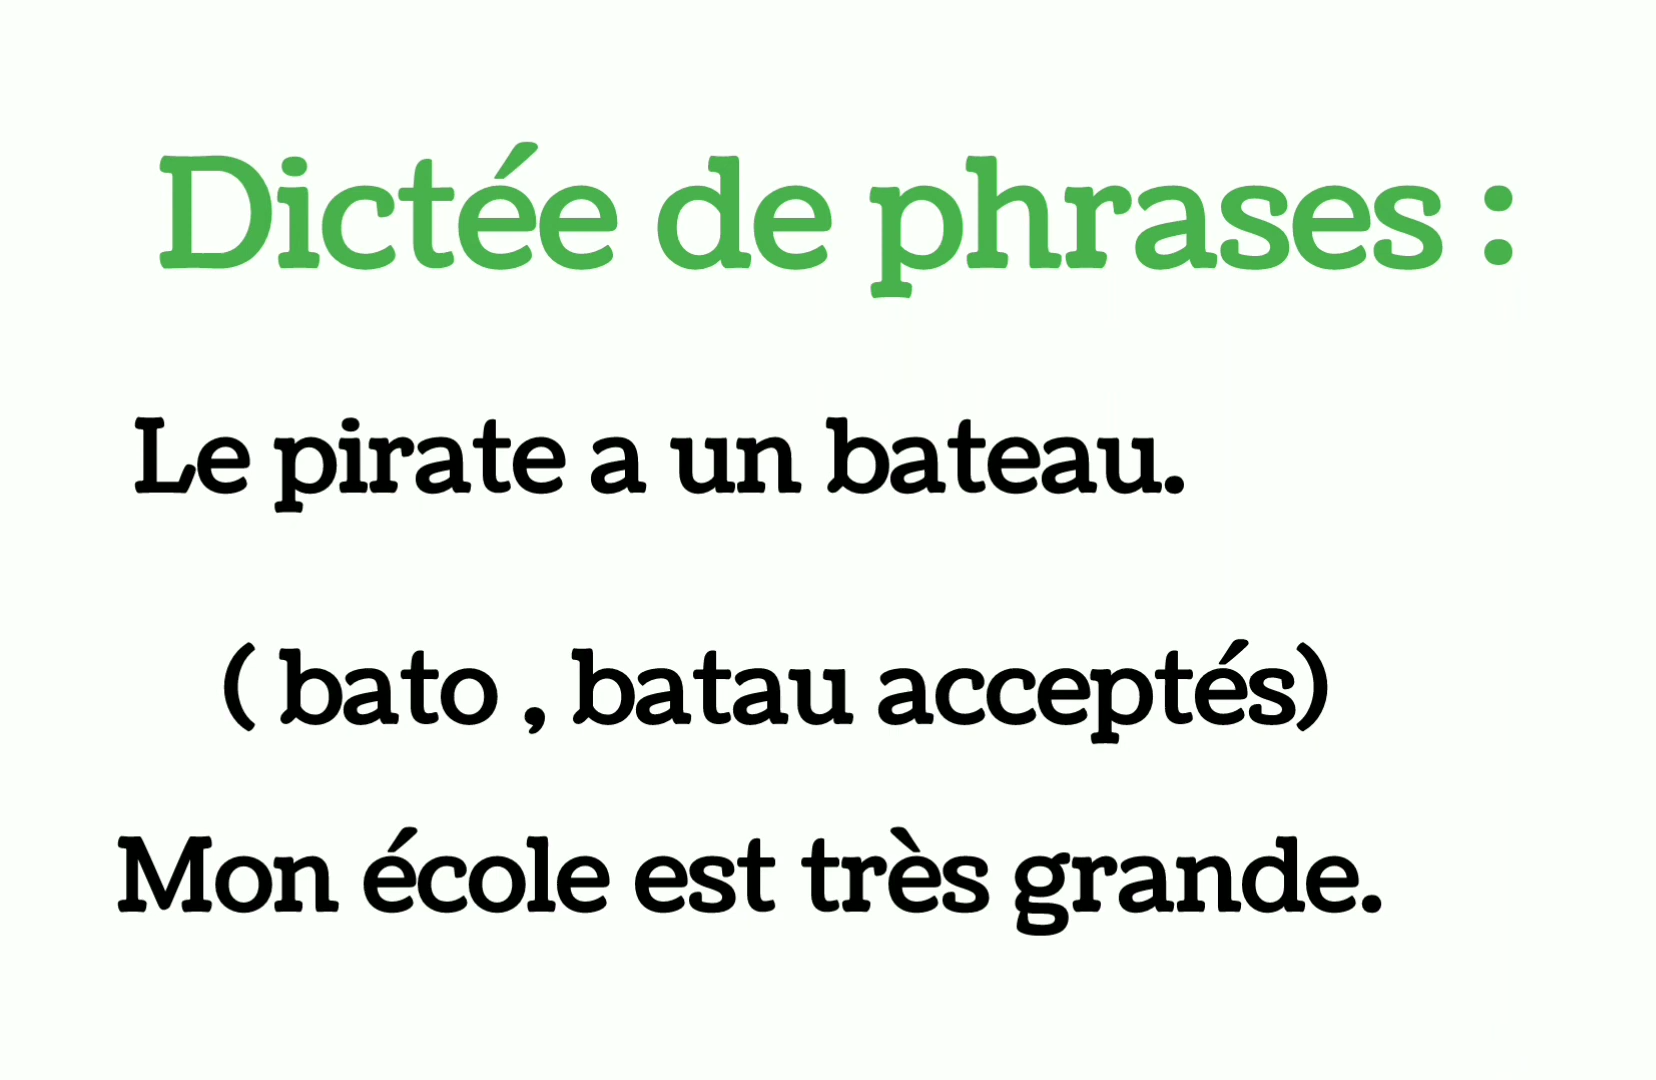 Dictée de phrases :
Le pirate a un bateau.
( bato , batau acceptés)
Mon école est très grande.